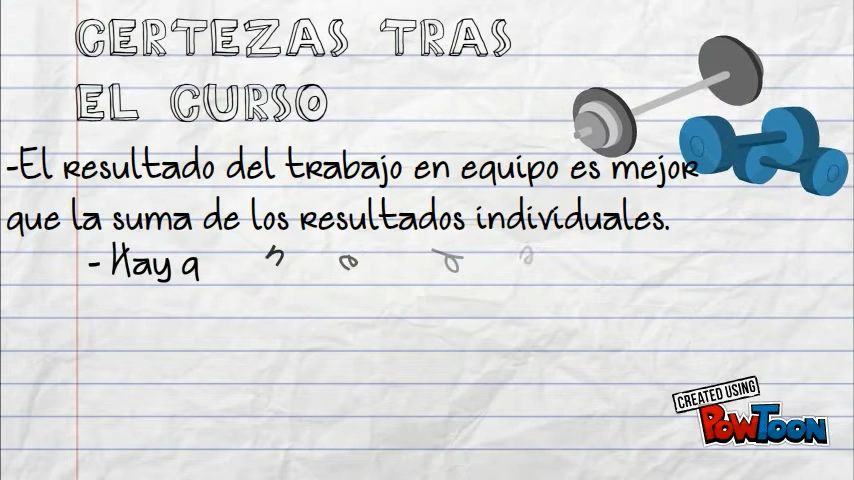 CERTEZAS TRAS
EL CURSO
-El resultado del trabajo en equipo es mejor
que la suma de los resultados individuales.
- Hay q
CREATED USING
POWTOON